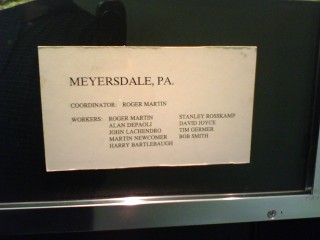 MEYERSDALE, PA.
COORDINATOR: ROGER MARTIN
WORKERS: ROGER MARTIN STANLEY ROSSKAMP
ALAN DEPAOLI DAVID JOYCE
JOHN LACHENDRO TIM GERMER
MARTIN NEWCOMER BOB SMITH
HARRY BARTLEBAUGH